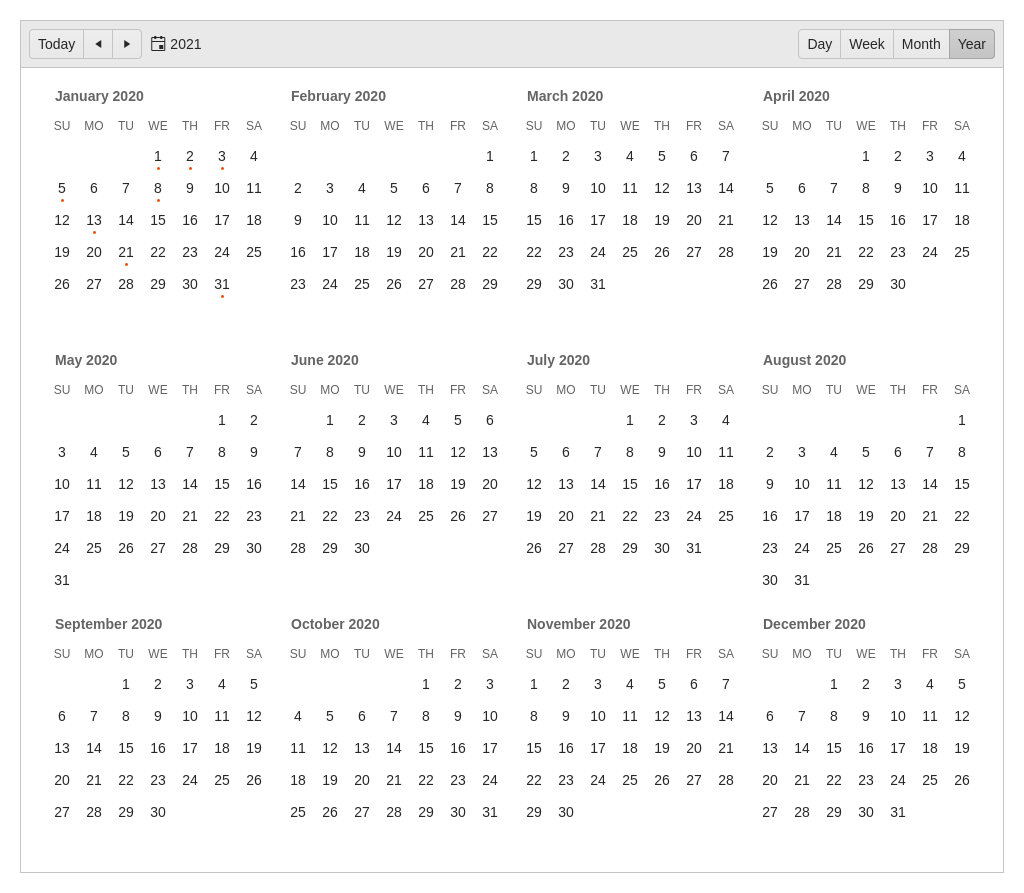 Today 2021 Day Week Month Year
January 2020 February 2020 March 2020 April 2020
SU MO TU WE TH FR SA SU MO TU WE TH FR SA SU MO TU WE TH FR SA SU MO TU WE TH FR SA
1 2 3 4 1 1 2 3 4 5 6 7 1 2 3 4
5 6 7 8 9 10 11 2 3 4 5 6 7 8 8 9 10 11 12 13 14 5 6 7 8 9 10 11
12 13 14 15 16 17 18 9 10 11 12 13 14 15 15 16 17 18 19 20 21 12 13 14 15 16 17 18
19 20 21 22 23 24 25 16 17 18 19 20 21 22 22 23 24 25 26 27 28 19 20 21 22 23 24 25
26 27 28 29 30 31 23 24 25 26 27 28 29 29 30 31 26 27 28 29 30
May 2020 June 2020 July 2020 August 2020
SU MO TU WE TH FR SA SU MO TU WE TH FR SA SU MO TU WE TH FR SA SU MO TU WE TH FR SA
1 2 1 2 3 4 5 6 1 2 3 4 1
3 4 5 6 7 8 9 7 8 9 10 11 12 13 5 6 7 8 9 10 11 2 3 4 5 6 7 8
10 11 12 13 14 15 16 14 15 16 17 18 19 20 12 13 14 15 16 17 18 9 10 11 12 13 14 15
17 18 19 20 21 22 23 21 22 23 24 25 26 27 19 20 21 22 23 24 25 16 17 18 19 20 21 22
24 25 26 27 28 29 30 28 29 30 26 27 28 29 30 31 23 24 25 26 27 28 29
31 30 31
September 2020 October 2020 November 2020 December 2020
SU MO TU WE TH FR SA SU MO TU WE TH FR SA SU MO TU WE TH FR SA SU MO TU WE TH FR SA
1 2 3 4 5 1 2 3 1 2 3 4 5 6 7 1 2 3 4 5
6 7 8 9 10 11 12 4 5 6 7 8 9 10 8 9 10 11 12 13 14 6 7 8 9 10 11 12
13 14 15 16 17 18 19 11 12 13 14 15 16 17 15 16 17 18 19 20 21 13 14 15 16 17 18 19
20 21 22 23 24 25 26 18 19 20 21 22 23 24 22 23 24 25 26 27 28 20 21 22 23 24 25 26
27 28 29 30 25 26 27 28 29 30 31 29 30 27 28 29 30 31